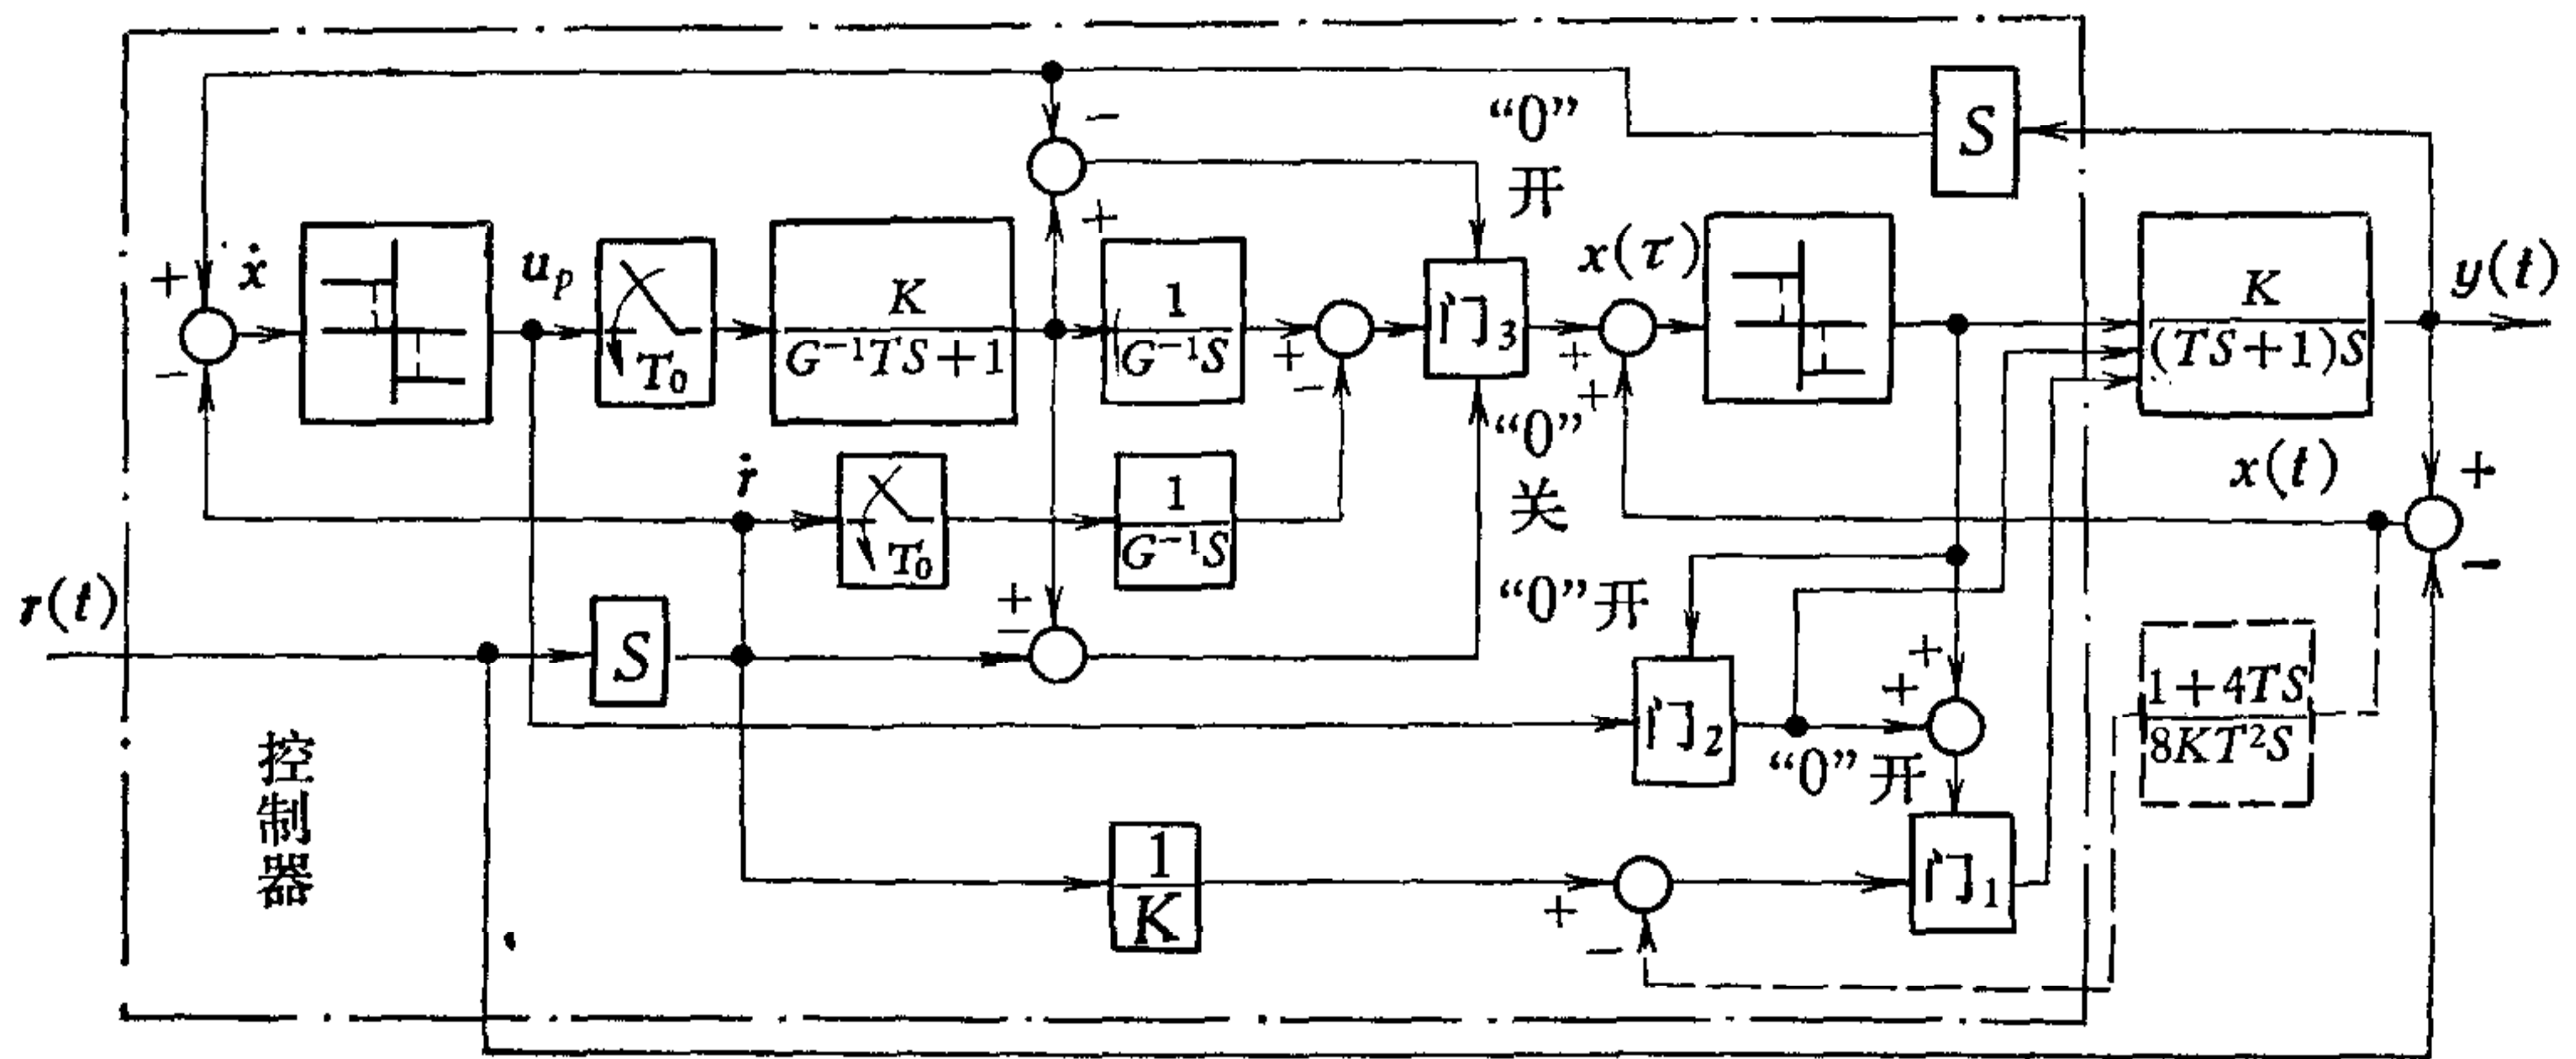 “0”
开
S
−
+
ẋ
u_p
T₀
K
G⁻¹TS+1
+
1
G⁻¹S
+
−
门₃
x(τ)
+
+
K
(TS+1)S
y(t)
+
−
“0”
关
ṙ
T₀
1
G⁻¹S
x(t)
+
−
r(t)
S
+
−
“0”开
门₂
+
+
“0”开
1+4TS
8KT²S
控
制
器
1
K
+
−
门₁